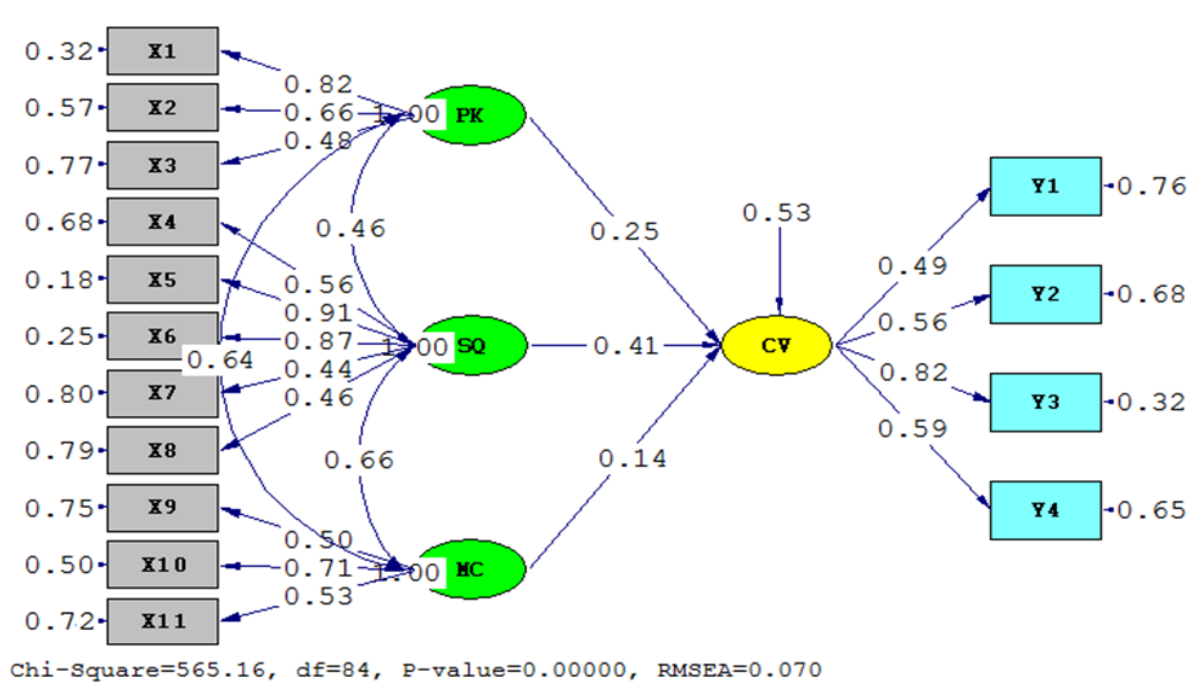 0.32 X1
0.82
0.57 X2 0.66 1.00 PK
0.48
0.77 X3
Y1 0.76
0.68 X4 0.46 0.25 0.53
0.49
0.56
0.18 X5 Y2 0.68
0.91 0.56
0.25 X6 0.87 1.00 SQ 0.41 CV
0.64 0.44 0.82
0.80 X7 0.46 Y3 0.32
0.59
0.79 X8 0.66 0.14
0.75 X9 Y4 0.65
0.50
0.50 X10 0.71 1.00 MC
0.53
0.72 X11
Chi-Square=565.16, df=84, P-value=0.00000, RMSEA=0.070